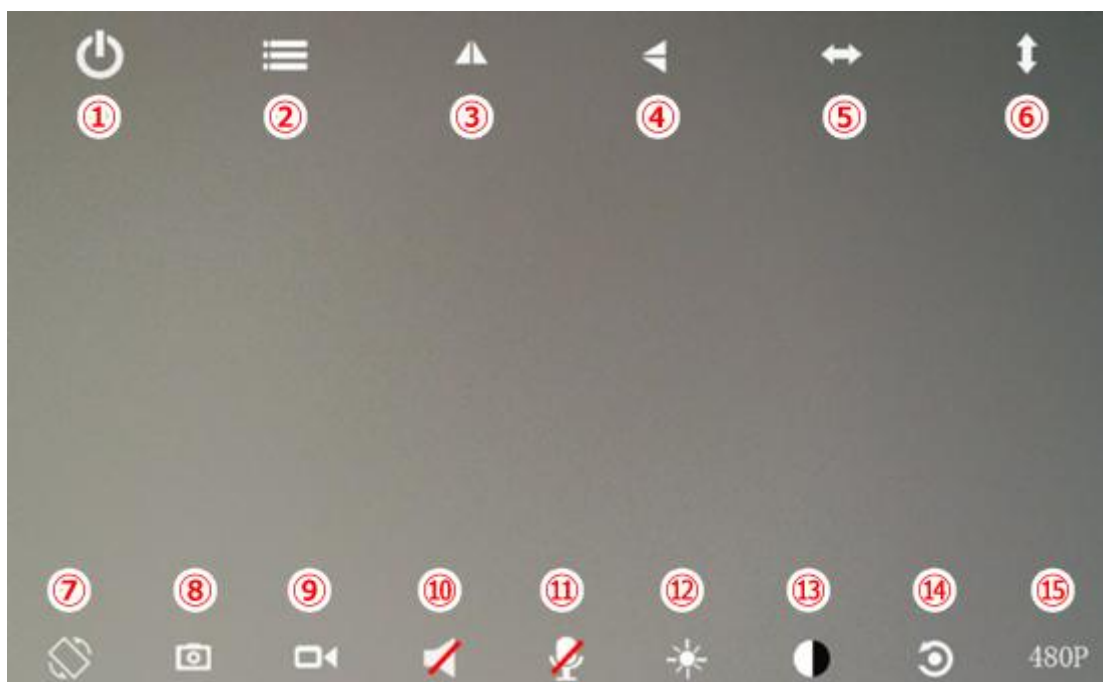 ① ② ③ ④ ⑤ ⑥
⑦ ⑧ ⑨ ⑩ ⑪ ⑫ ⑬ ⑭ ⑮
480P